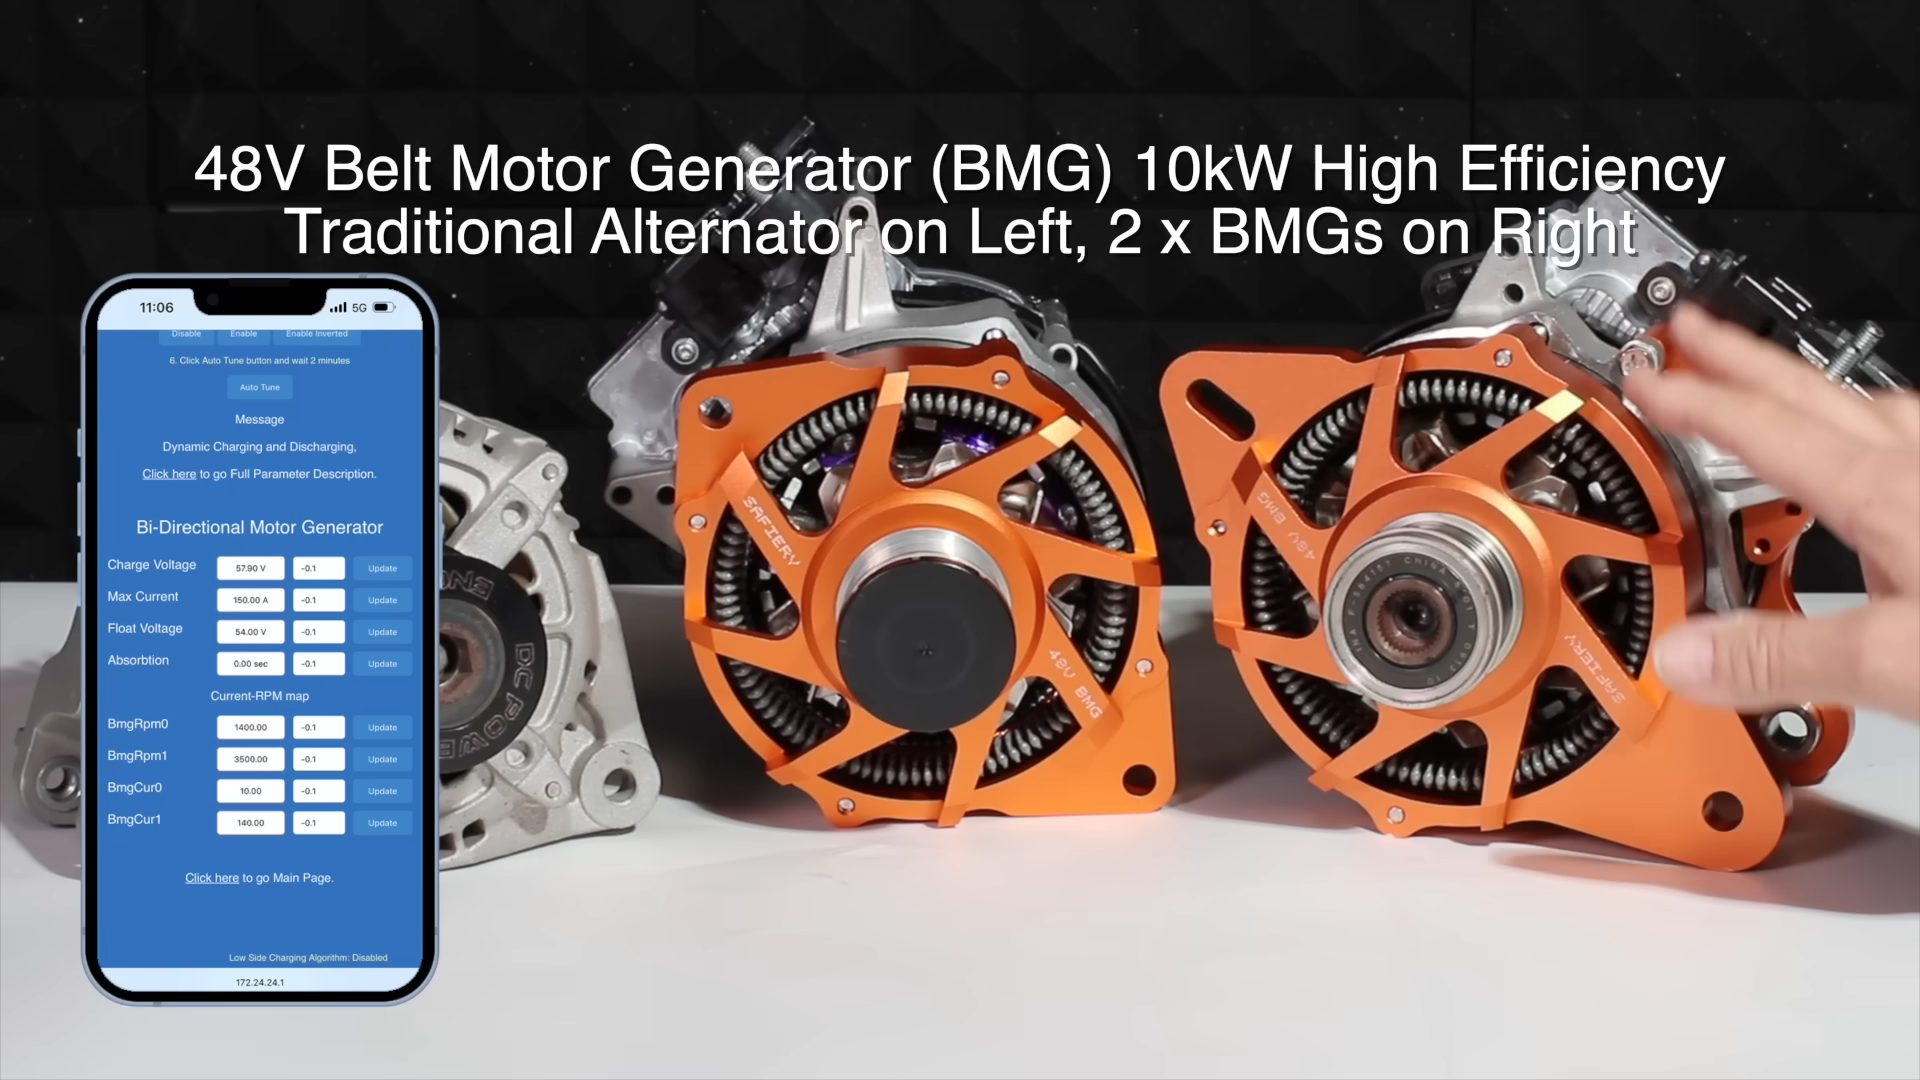 48V Belt Motor Generator (BMG) 10kW High Efficiency
Traditional Alternator on Left, 2 x BMGs on Right
11:06 5G
Disable Enable Enable Inverted
6. Click Auto Tune button and wait 2 minutes
Auto Tune
Message
Dynamic Charging and Discharging,
Click here to go Full Parameter Description.
Bi-Directional Motor Generator
Charge Voltage 57.90 V -0.1 Update
Max Current 150.00 A -0.1 Update
Float Voltage 54.00 V -0.1 Update
Absorbtion 0.00 sec -0.1 Update
Current-RPM map
BmgRpm0 1400.00 -0.1 Update
BmgRpm1 3500.00 -0.1 Update
BmgCur0 10.00 -0.1 Update
BmgCur1 140.00 -0.1 Update
Click here to go Main Page.
Low Side Charging Algorithm: Disabled
172.24.24.1
DC POWER
SAFIERY
48V BMG
48V BMG
SAFIERY
CHINA
INA